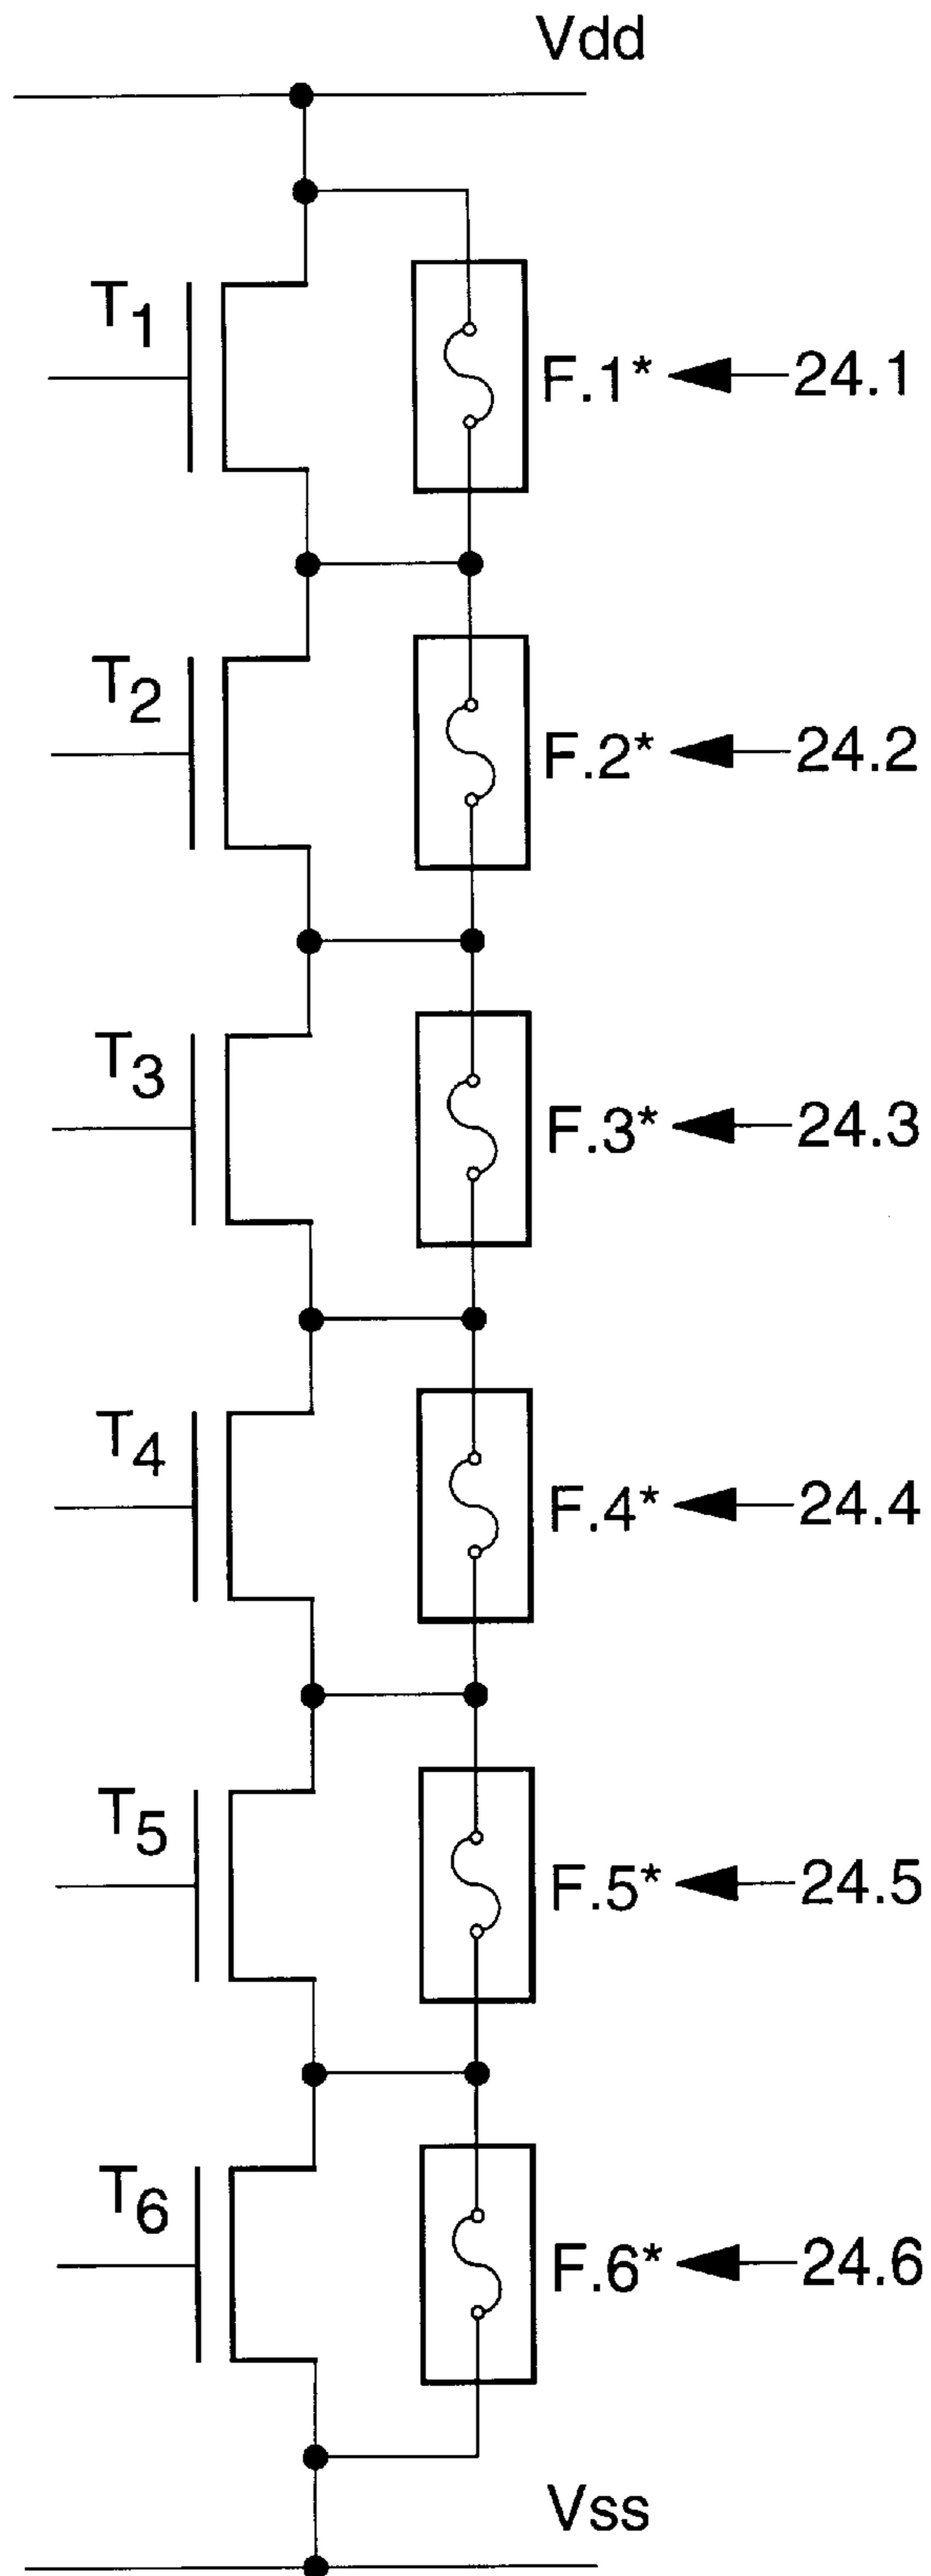 Vdd
T1 F.1* 24.1
T2 F.2* 24.2
T3 F.3* 24.3
T4 F.4* 24.4
T5 F.5* 24.5
T6 F.6* 24.6
Vss